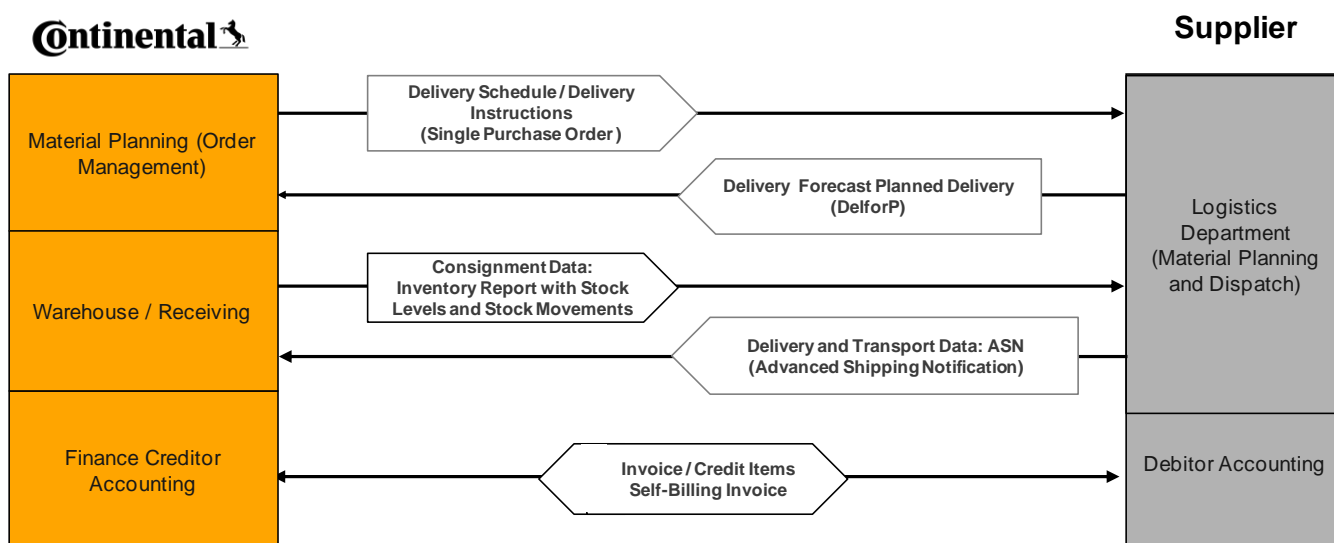 Continental
Supplier
Delivery Schedule / Delivery
Instructions
(Single Purchase Order )
Material Planning (Order
Management)
Delivery Forecast Planned Delivery
(DelforP)
Logistics
Department
(Material Planning
and Dispatch)
Consignment Data:
Inventory Report with Stock
Levels and Stock Movements
Warehouse / Receiving
Delivery and Transport Data: ASN
(Advanced Shipping Notification)
Finance Creditor
Accounting
Invoice / Credit Items
Self-Billing Invoice
Debitor Accounting